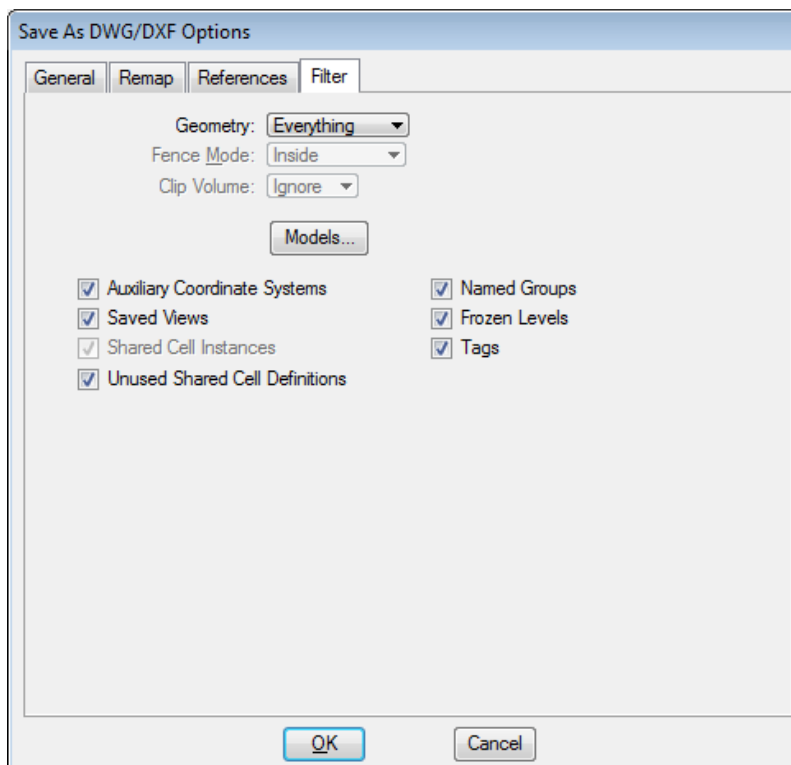 Save As DWG/DXF Options
General Remap References Filter
Geometry: Everything
Fence Mode: Inside
Clip Volume: Ignore
Models...
Auxiliary Coordinate Systems Named Groups
Saved Views Frozen Levels
Shared Cell Instances Tags
Unused Shared Cell Definitions
OK Cancel